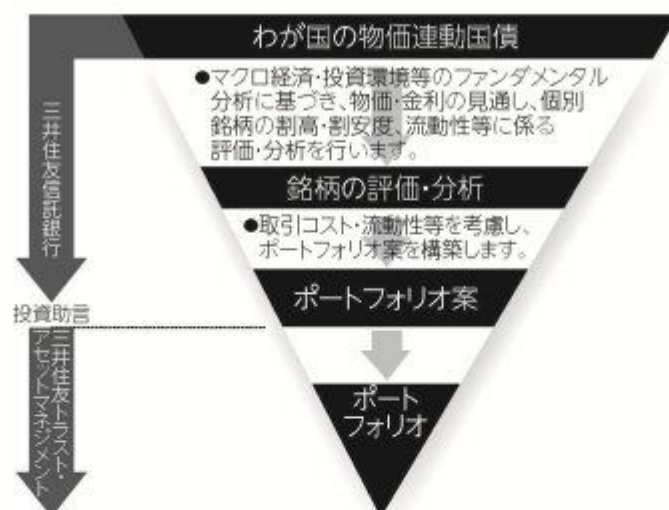 わが国の物価連動国債
●マクロ経済・投資環境等のファンダメンタル
分析に基づき、物価・金利の見通し、個別
銘柄の割高・割安度、流動性等に係る
評価・分析を行います。
銘柄の評価・分析
●取引コスト・流動性等を考慮し、
ポートフォリオ案を構築します。
ポートフォリオ案
ポート
フォリオ
三井住友信託銀行
投資助言
三井住友トラスト・
アセットマネジメント